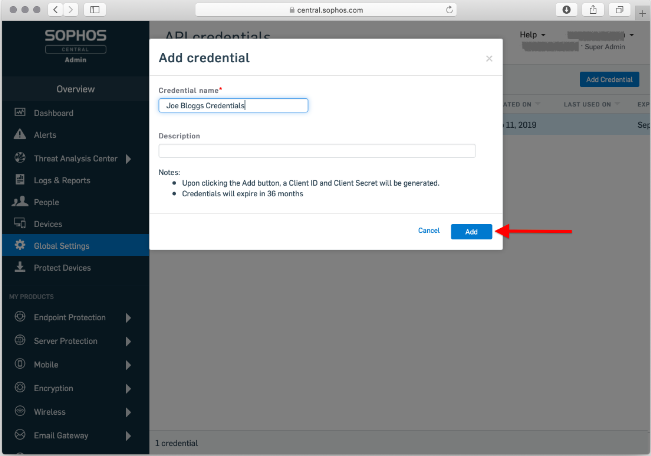 central.sophos.com
SOPHOS
CENTRAL
Admin
Overview
Dashboard
Alerts
Threat Analysis Center
Logs & Reports
People
Devices
Global Settings
Protect Devices
MY PRODUCTS
Endpoint Protection
Server Protection
Mobile
Encryption
Wireless
Email Gateway
API credentials
Help
Super Admin
Add Credential
ATED ON
LAST USED ON
EXP
11, 2019
Sep
Add credential
Credential name*
Joe Bloggs Credentials
Description
Notes:
Upon clicking the Add button, a Client ID and Client Secret will be generated.
Credentials will expire in 36 months
Cancel
Add
1 credential